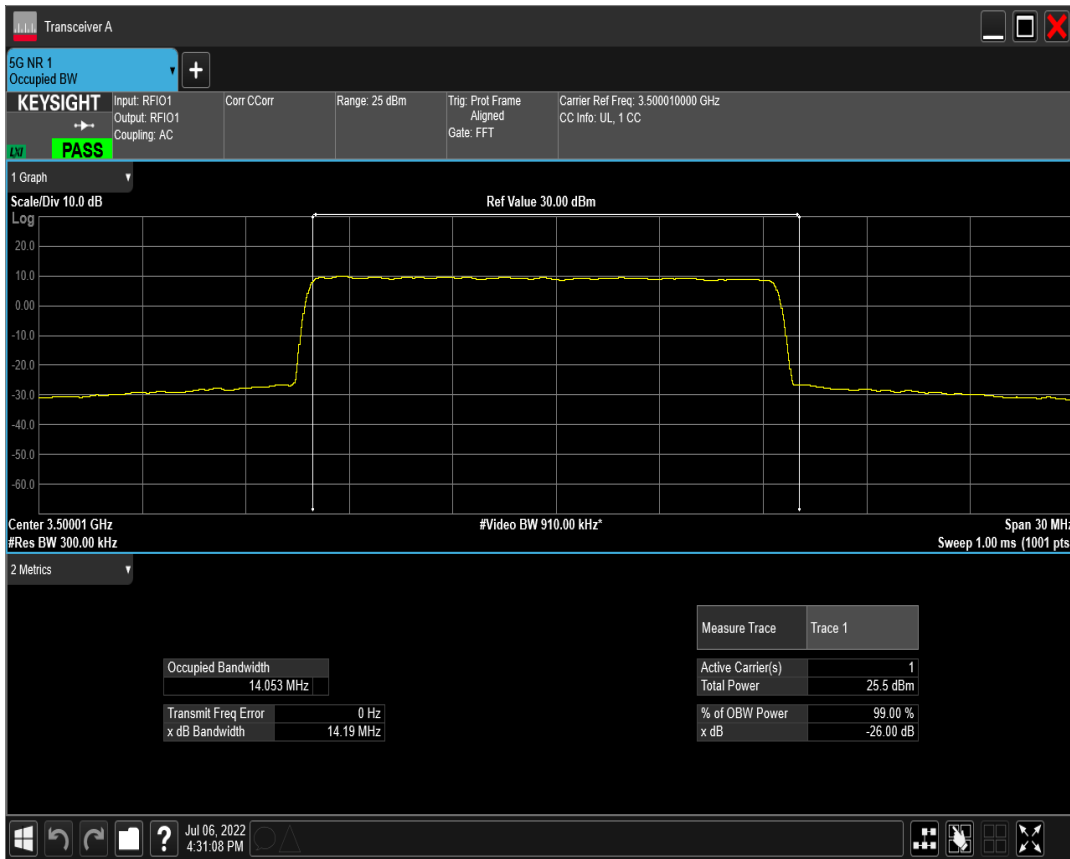 Transceiver A
5G NR 1
Occupied BW
+
KEYSIGHT
LXI
PASS
Input: RFIO1
Output: RFIO1
Coupling: AC
Corr CCorr
Range: 25 dBm
Trig: Prot Frame
Aligned
Gate: FFT
Carrier Ref Freq: 3.500010000 GHz
CC Info: UL, 1 CC
1 Graph
Scale/Div 10.0 dB
Ref Value 30.00 dBm
Log
20.0
10.0
0.00
-10.0
-20.0
-30.0
-40.0
-50.0
-60.0
Center 3.50001 GHz
#Video BW 910.00 kHz*
Span 30 MHz
#Res BW 300.00 kHz
Sweep 1.00 ms (1001 pts
2 Metrics
Measure Trace Trace 1
Occupied Bandwidth
14.053 MHz
Active Carrier(s) 1
Total Power 25.5 dBm
Transmit Freq Error 0 Hz
x dB Bandwidth 14.19 MHz
% of OBW Power 99.00 %
x dB -26.00 dB
?
Jul 06, 2022
4:31:08 PM